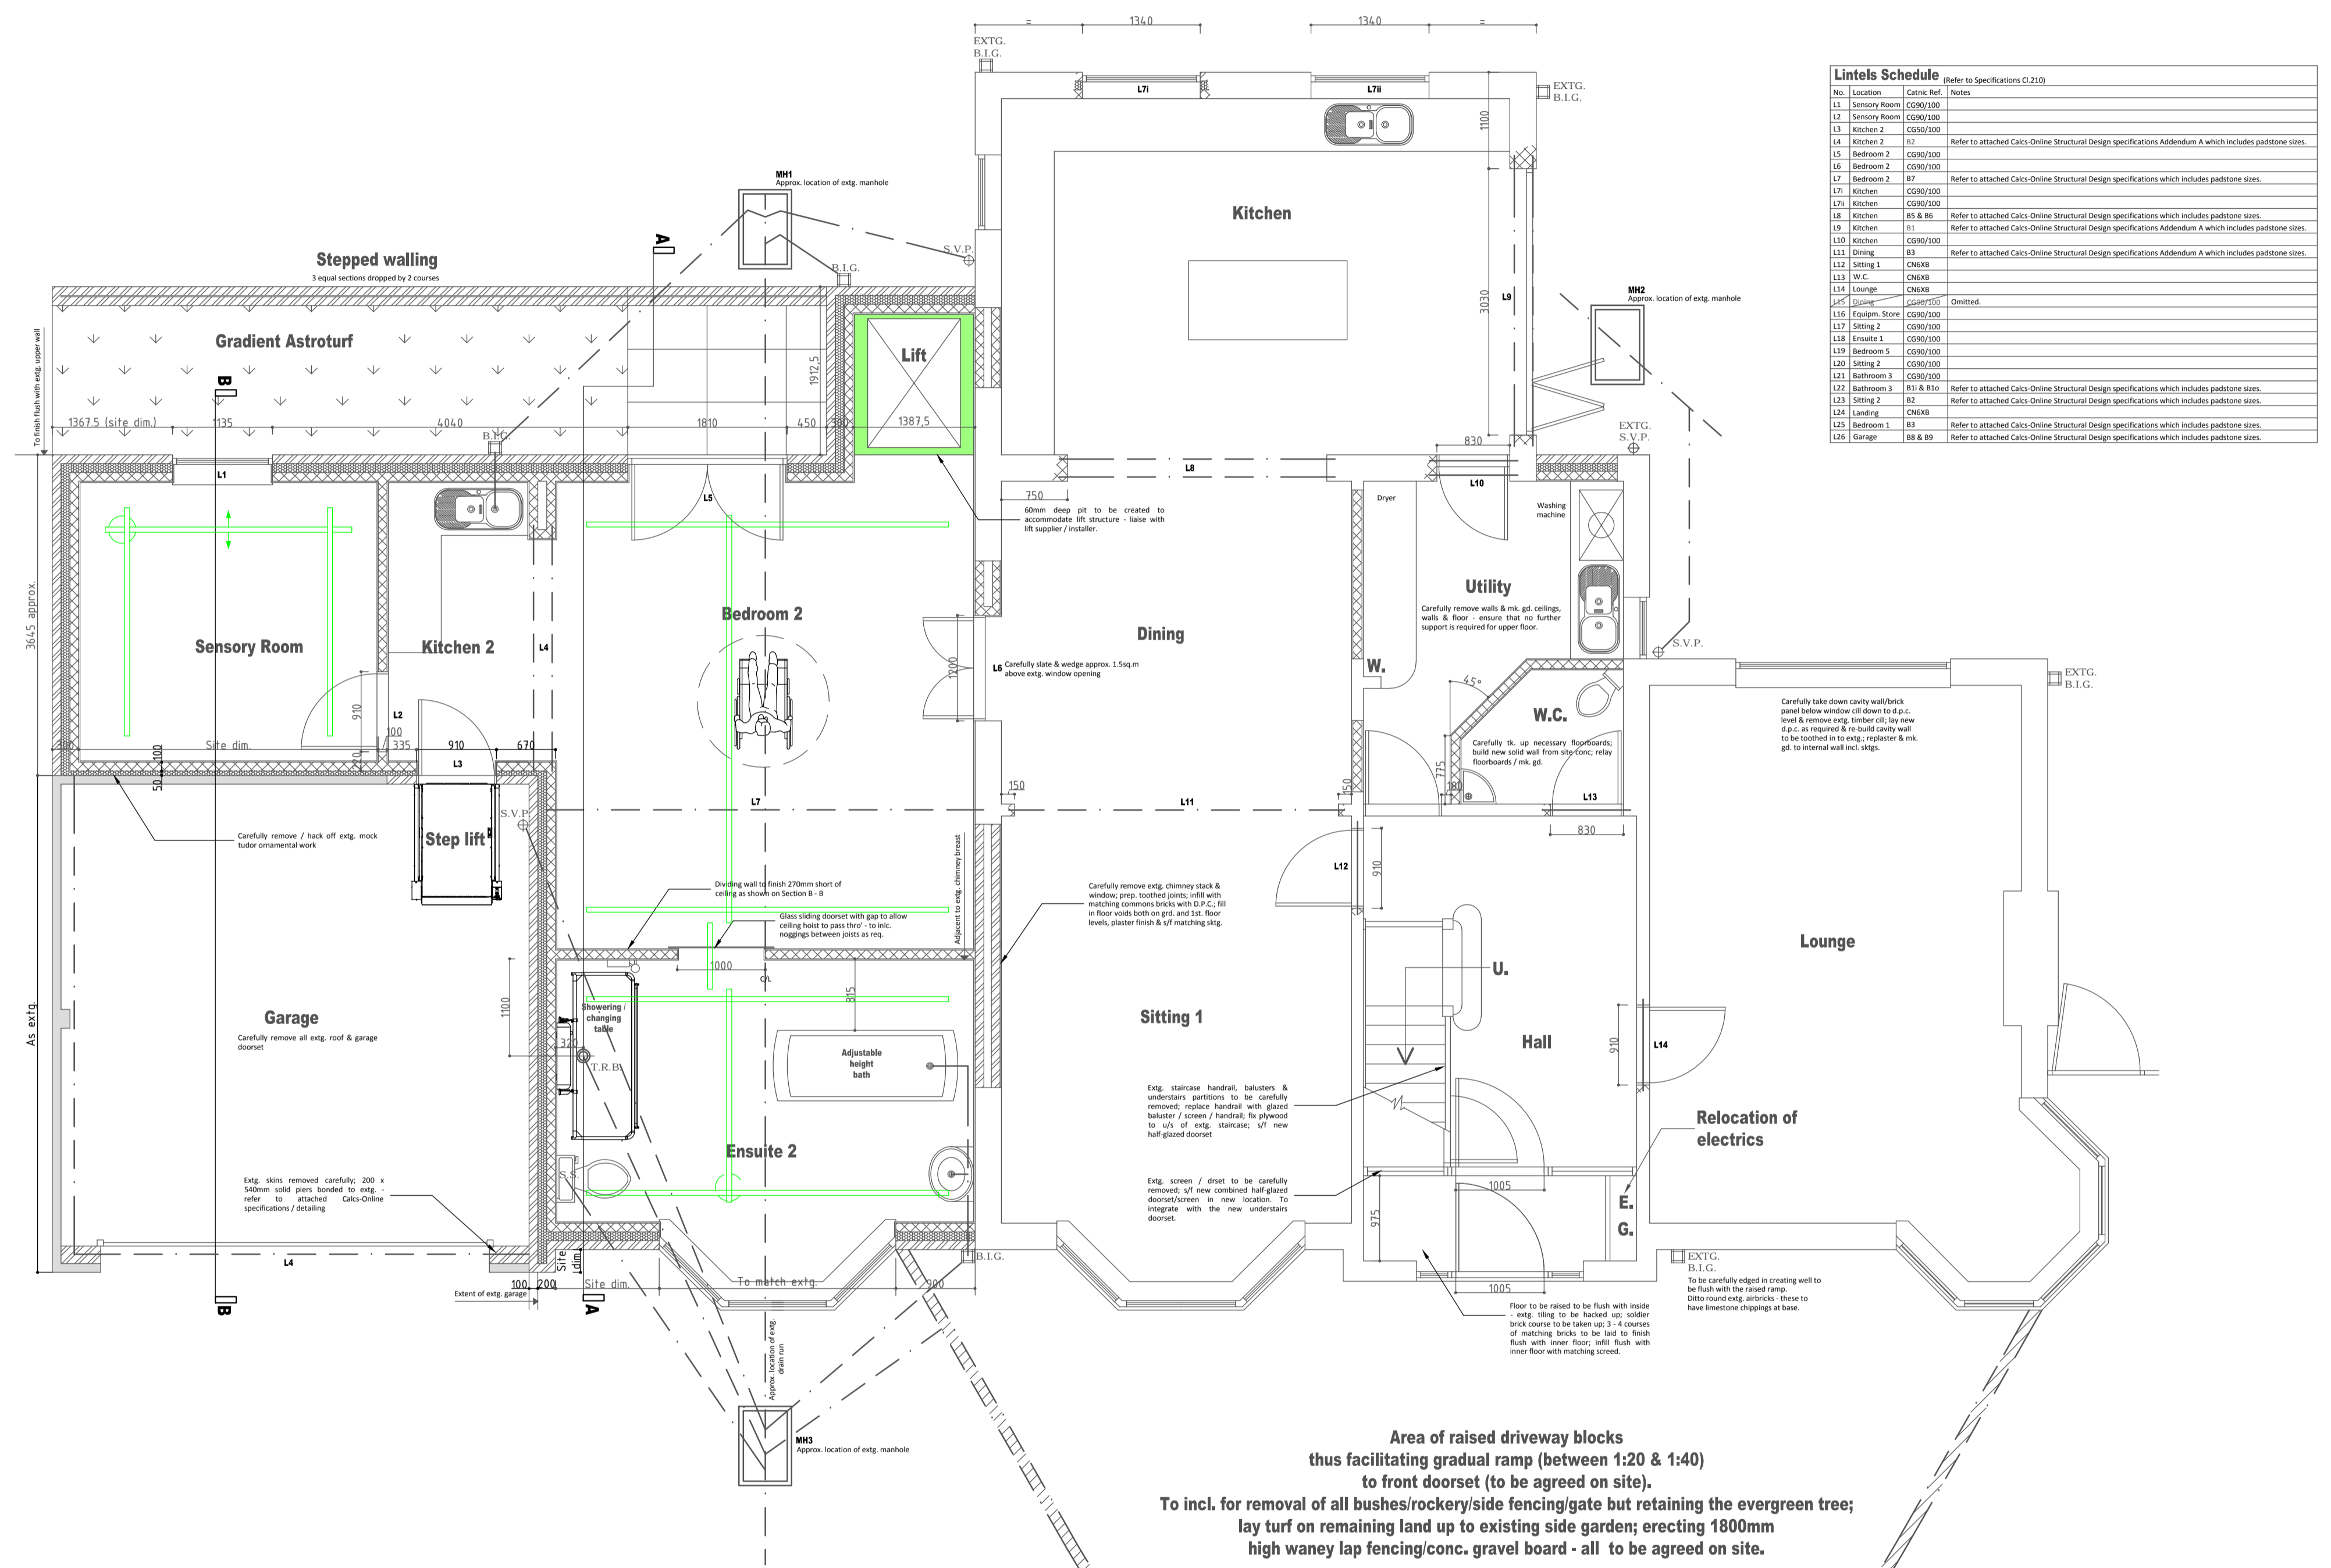 =
1340
1340
=
EXTG.
B.I.G.
L7i
L7ii
EXTG.
B.I.G.
1100
Lintels Schedule (Refer to Specifications Cl.210)
No. Location Catnic Ref. Notes
L1 Sensory Room CG90/100
L2 Sensory Room CG90/100
L3 Kitchen 2 CG50/100
L4 Kitchen 2 B2 Refer to attached Calcs-Online Structural Design specifications Addendum A which includes padstone sizes.
L5 Bedroom 2 CG90/100
L6 Bedroom 2 CG90/100
L7 Bedroom 2 B7 Refer to attached Calcs-Online Structural Design specifications which includes padstone sizes.
L7i Kitchen CG90/100
L7ii Kitchen CG90/100
L8 Kitchen B5 & B6 Refer to attached Calcs-Online Structural Design specifications which includes padstone sizes.
L9 Kitchen B1 Refer to attached Calcs-Online Structural Design specifications Addendum A which includes padstone sizes.
L10 Kitchen CG90/100
L11 Dining B3 Refer to attached Calcs-Online Structural Design specifications Addendum A which includes padstone sizes.
L12 Sitting 1 CN6XB
L13 W.C. CN6XB
L14 Lounge CN6XB
L15 Dining CG90/100 Omitted.
L16 Equipm. Store CG90/100
L17 Sitting 2 CG90/100
L18 Ensuite 1 CG90/100
L19 Bedroom 5 CG90/100
L20 Sitting 2 CG90/100
L21 Bathroom 3 CG90/100
L22 Bathroom 3 B1i & B1o Refer to attached Calcs-Online Structural Design specifications which includes padstone sizes.
L23 Sitting 2 B2 Refer to attached Calcs-Online Structural Design specifications which includes padstone sizes.
L24 Landing CN6XB
L25 Bedroom 1 B3 Refer to attached Calcs-Online Structural Design specifications which includes padstone sizes.
L26 Garage B8 & B9 Refer to attached Calcs-Online Structural Design specifications which includes padstone sizes.
MH1
Approx. location of extg. manhole
Kitchen
A
S.V.P.
B.I.G.
Stepped walling
3 equal sections dropped by 2 courses
L9
3030
MH2
Approx. location of extg. manhole
To finish flush with extg. upper wall
Gradient Astroturf
Lift
1912,5
B
1367.5 (site dim.)
1135
4040
1810
450
1387,5
B.I.G.
830
EXTG.
S.V.P.
L1
L5
L8
L10
750
Dryer
Washing
machine
60mm deep pit to be created to
accommodate lift structure - liaise with
lift supplier / installer.
3645 approx.
Sensory Room
Kitchen 2
L4
Bedroom 2
Dining
Utility
Carefully remove walls & mk. gd. ceilings,
walls & floor - ensure that no further
support is required for upper floor.
S.V.P.
1200
L6
Carefully slate & wedge approx. 1.5sq.m
above extg. window opening
W.
45°
W.C.
EXTG.
B.I.G.
Carefully take down cavity wall/brick
panel below window cill down to d.p.c.
level & remove extg. timber cill; lay new
d.p.c. as required & re-build cavity wall
to be toothed in to extg.; replaster & mk.
gd. to internal wall incl. sktgs.
910
L2
100
Site dim.
335
910
670
50
100
220
L3
Carefully tk. up necessary floorboards;
build new solid wall from site conc; relay
floorboards / mk. gd.
775
180
150
150
L7
L11
L13
830
Carefully remove / hack off extg. mock
tudor ornamental work
Step lift
S.V.P.
L12
910
Dividing wall to finish 270mm short of
ceiling as shown on Section B - B
Glass sliding doorset with gap to allow
ceiling hoist to pass thro' - to inlc.
noggings between joists as req.
Adjacent to extg. chimney breast
Carefully remove extg. chimney stack &
window; prep. toothed joints; infill with
matching commons bricks with D.P.C.; fill
in floor voids both on grd. and 1st. floor
levels, plaster finish & s/f matching sktg.
1000
C/L
815
U.
Lounge
As extg.
Garage
Carefully remove all extg. roof & garage
doorset
1100
Showering /
changing
table
320
T.R.B.
Adjustable
height
bath
Sitting 1
Hall
910
L14
Extg. staircase handrail, balusters &
understairs partitions to be carefully
removed; replace handrail with glazed
baluster / screen / handrail; fix plywood
to u/s of extg. staircase; s/f new
half-glazed doorset
Relocation of
electrics
Ensuite 2
S.S.
Extg. skins removed carefully; 200 x
540mm solid piers bonded to extg. -
refer to attached Calcs-Online
specifications / detailing
Extg. screen / drset to be carefully
removed; s/f new combined half-glazed
doorset/screen in new location. To
integrate with the new understairs
doorset.
1005
975
E.
G.
L4
Site
dim.
B.I.G.
EXTG.
B.I.G.
100
200
Site dim.
To match extg.
900
1005
Extent of extg. garage
B
A
To be carefully edged in creating well to
be flush with the raised ramp.
Ditto round extg. airbricks - these to
have limestone chippings at base.
Floor to be raised to be flush with inside
- extg. tiling to be hacked up; soldier
brick course to be taken up; 3 - 4 courses
of matching bricks to be laid to finish
flush with inner floor; infill flush with
inner floor with matching screed.
Approx. location of extg.
drain run
MH3
Approx. location of extg. manhole
Area of raised driveway blocks
thus facilitating gradual ramp (between 1:20 & 1:40)
to front doorset (to be agreed on site).
To incl. for removal of all bushes/rockery/side fencing/gate but retaining the evergreen tree;
lay turf on remaining land up to existing side garden; erecting 1800mm
high waney lap fencing/conc. gravel board - all to be agreed on site.